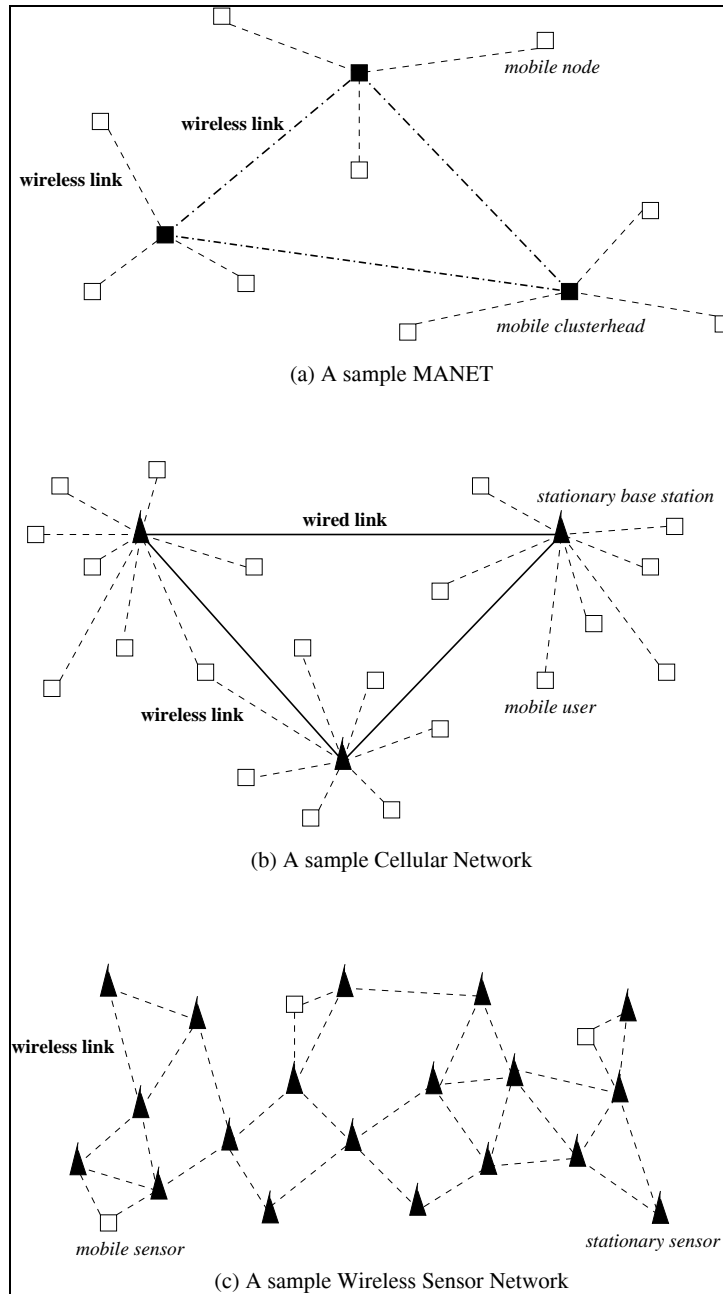 mobile node
wireless link
wireless link
mobile clusterhead
(a) A sample MANET
stationary base station
wired link
wireless link
mobile user
(b) A sample Cellular Network
wireless link
mobile sensor
stationary sensor
(c) A sample Wireless Sensor Network